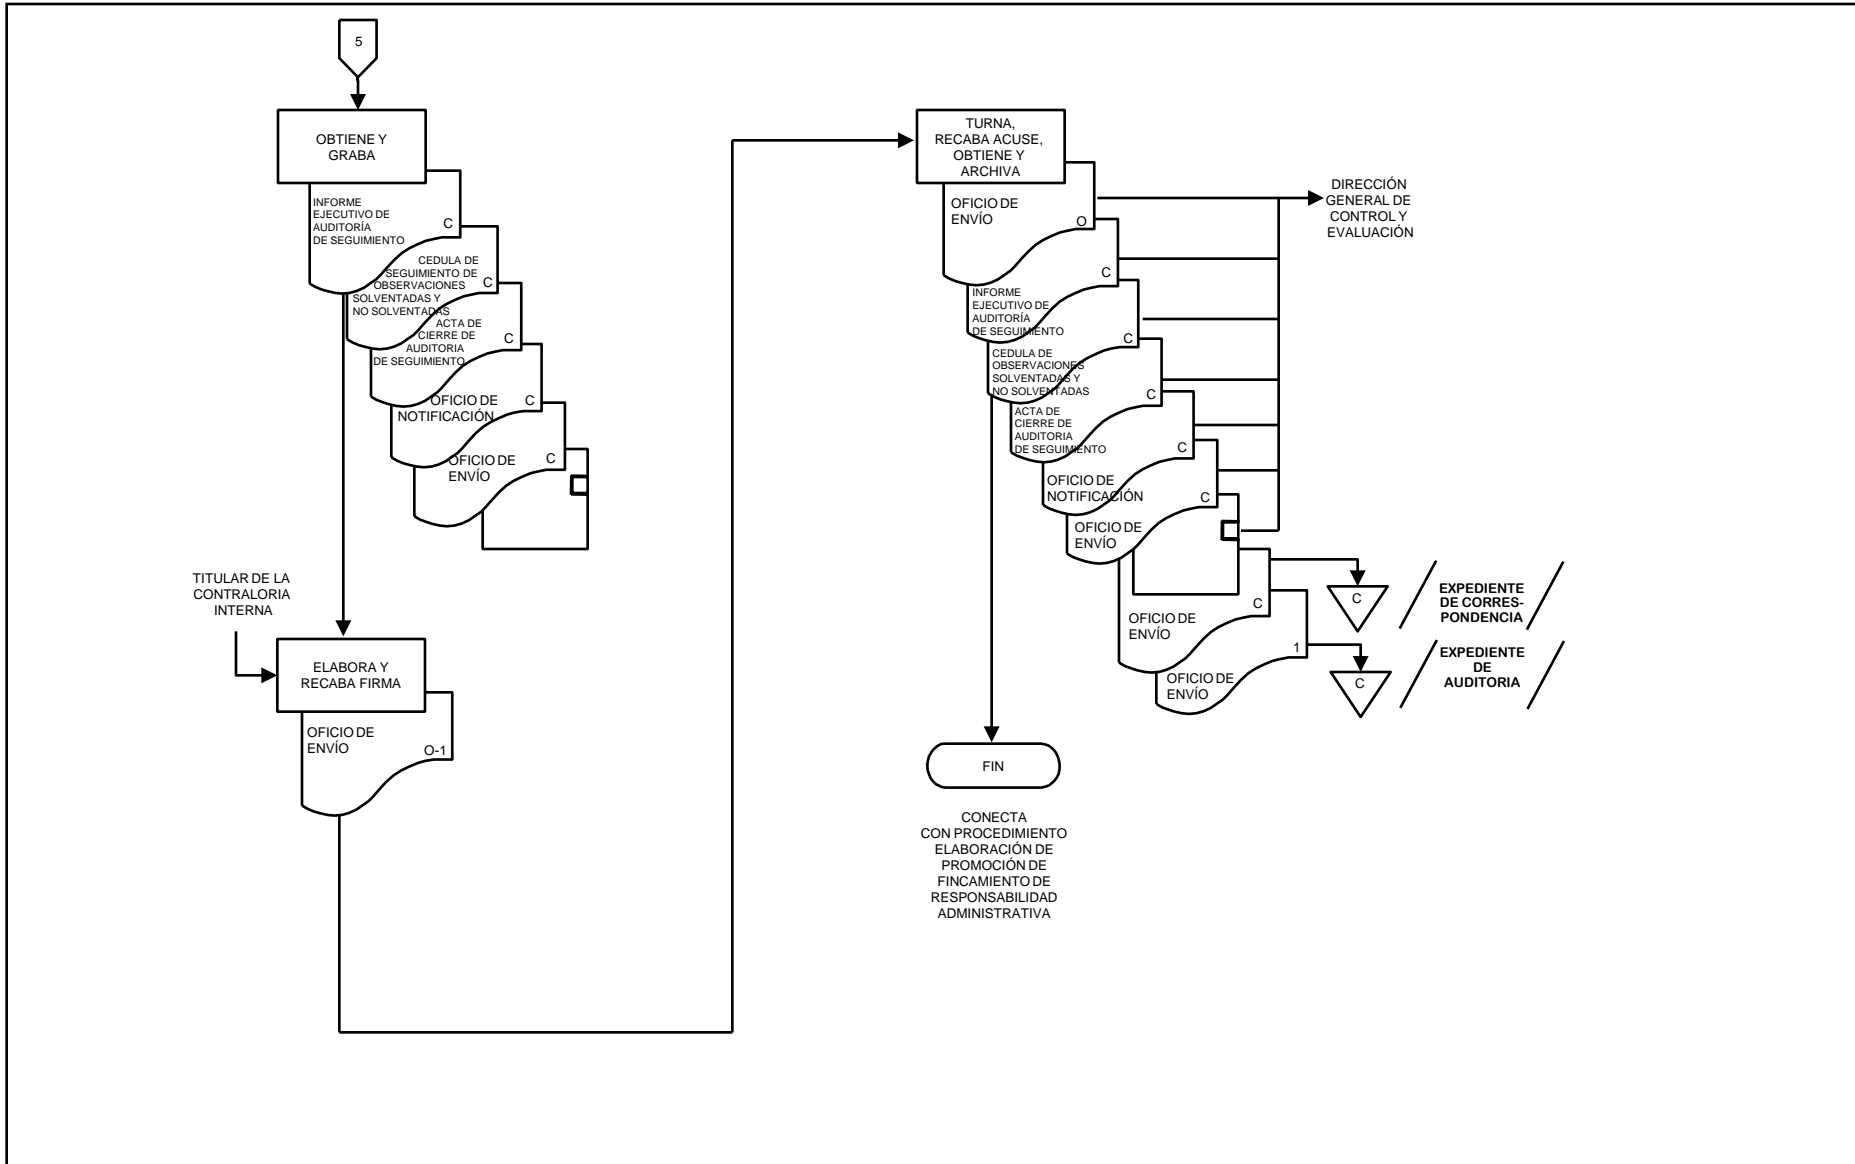 5
OBTIENE Y
GRABA
INFORME
EJECUTIVO DE
AUDITORÍA
DE SEGUIMIENTO
C
CEDULA DE
SEGUIMIENTO DE
OBSERVACIONES
SOLVENTADAS Y
NO SOLVENTADAS
C
ACTA DE
CIERRE DE
AUDITORIA
DE SEGUIMIENTO
C
OFICIO DE
NOTIFICACIÓN
C
OFICIO DE
ENVÍO
C
TITULAR DE LA
CONTRALORIA
INTERNA
ELABORA Y
RECABA FIRMA
OFICIO DE
ENVÍO
O-1
TURNA,
RECABA ACUSE,
OBTIENE Y
ARCHIVA
OFICIO DE
ENVÍO
O
DIRECCIÓN
GENERAL DE
CONTROL Y
EVALUACIÓN
INFORME
EJECUTIVO DE
AUDITORÍA
DE SEGUIMIENTO
C
CEDULA DE
OBSERVACIONES
SOLVENTADAS Y
NO SOLVENTADAS
C
ACTA DE
CIERRE DE
AUDITORIA
DE SEGUIMIENTO
C
OFICIO DE
NOTIFICACIÓN
C
OFICIO DE
ENVÍO
C
OFICIO DE
ENVÍO
C
C
EXPEDIENTE
DE CORRES-
PONDENCIA
OFICIO DE
ENVÍO
1
C
EXPEDIENTE
DE
AUDITORIA
FIN
CONECTA
CON PROCEDIMIENTO
ELABORACIÓN DE
PROMOCIÓN DE
FINCAMIENTO DE
RESPONSABILIDAD
ADMINISTRATIVA